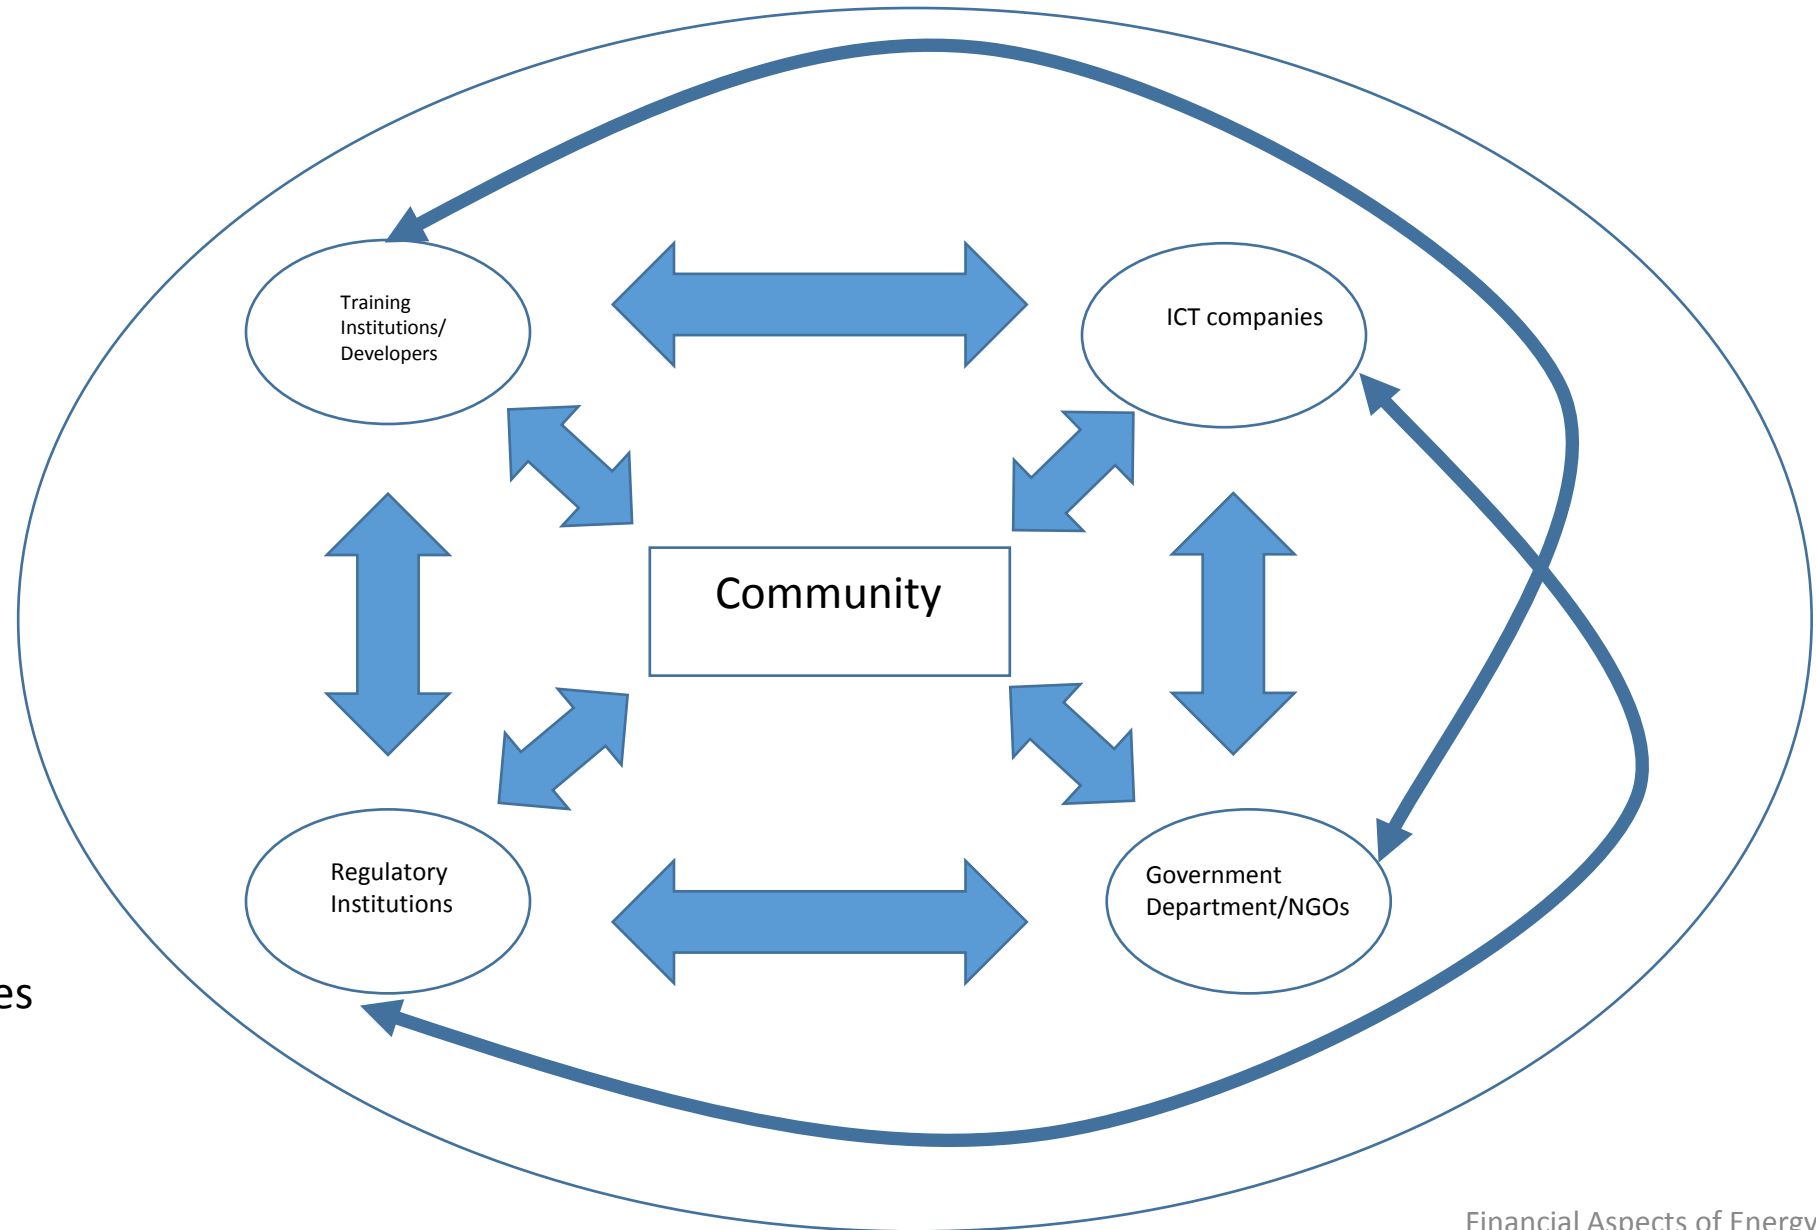 Training
Institutions/
Developers
ICT companies
Community
Regulatory
Institutions
Government
Department/NGOs
es
Financial Aspects of Energy